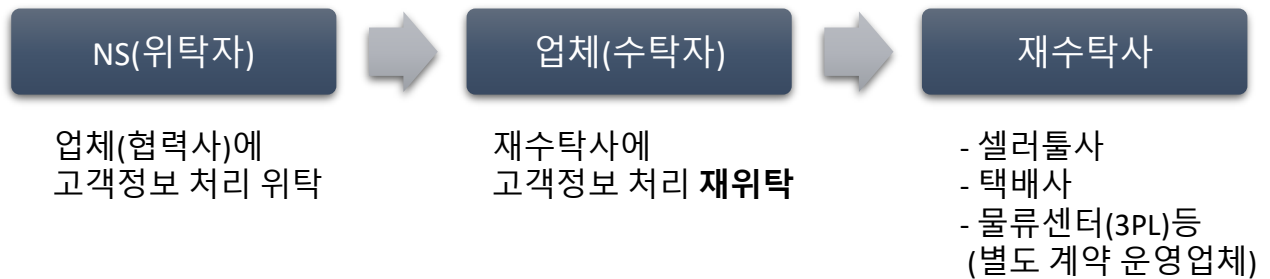 NS(위탁자)
업체(협력사)에
고객정보 처리 위탁
업체(수탁자)
재수탁사에
고객정보 처리 재위탁
재수탁사
- 셀러툴사
- 택배사
- 물류센터(3PL)등
(별도 계약 운영업체)